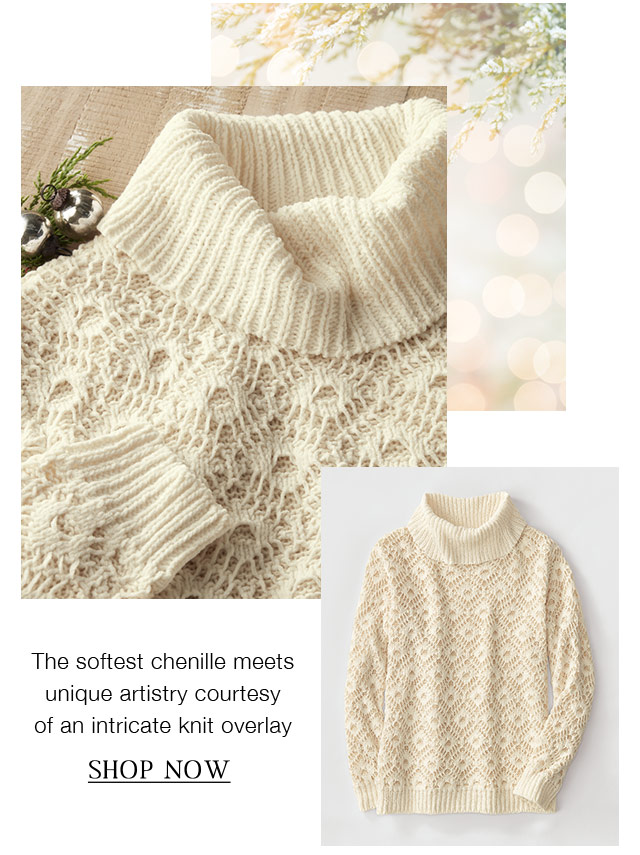 The softest chenille meets
unique artistry courtesy
of an intricate knit overlay
SHOP NOW